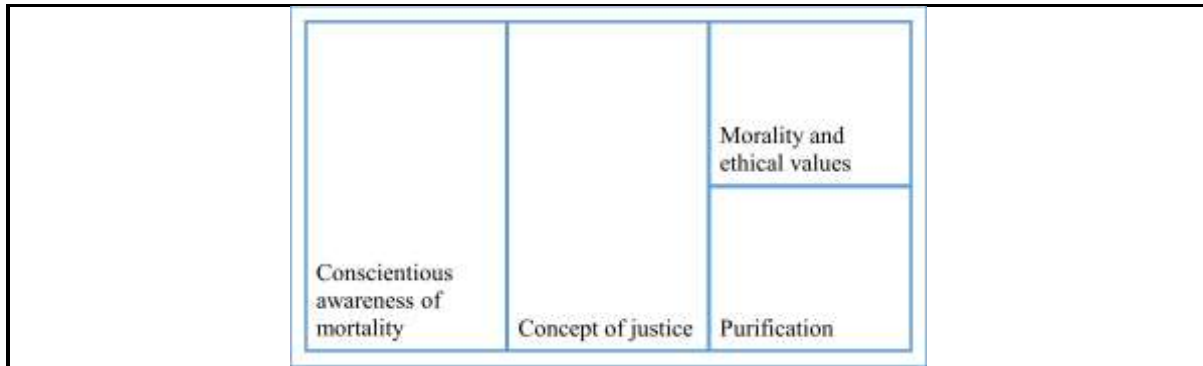 Conscientious
awareness of
mortality
Concept of justice
Morality and
ethical values
Purification